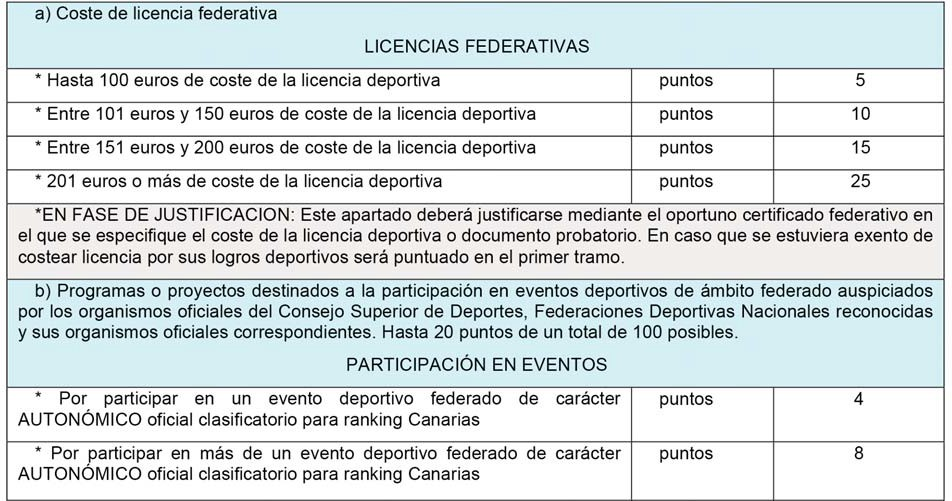 a) Coste de licencia federativa
LICENCIAS FEDERATIVAS
* Hasta 100 euros de coste de la licencia deportiva puntos 5
* Entre 101 euros y 150 euros de coste de la licencia deportiva puntos 10
* Entre 151 euros y 200 euros de coste de la licencia deportiva puntos 15
* 201 euros o más de coste de la licencia deportiva puntos 25
*EN FASE DE JUSTIFICACION: Este apartado deberá justificarse mediante el oportuno certificado federativo en
el que se especifique el coste de la licencia deportiva o documento probatorio. En caso que se estuviera exento de
costear licencia por sus logros deportivos será puntuado en el primer tramo.
b) Programas o proyectos destinados a la participación en eventos deportivos de ámbito federado auspiciados
por los organismos oficiales del Consejo Superior de Deportes, Federaciones Deportivas Nacionales reconocidas
y sus organismos oficiales correspondientes. Hasta 20 puntos de un total de 100 posibles.
PARTICIPACIÓN EN EVENTOS
* Por participar en un evento deportivo federado de carácter puntos 4
AUTONÓMICO oficial clasificatorio para ranking Canarias
* Por participar en más de un evento deportivo federado de carácter puntos 8
AUTONÓMICO oficial clasificatorio para ranking Canarias